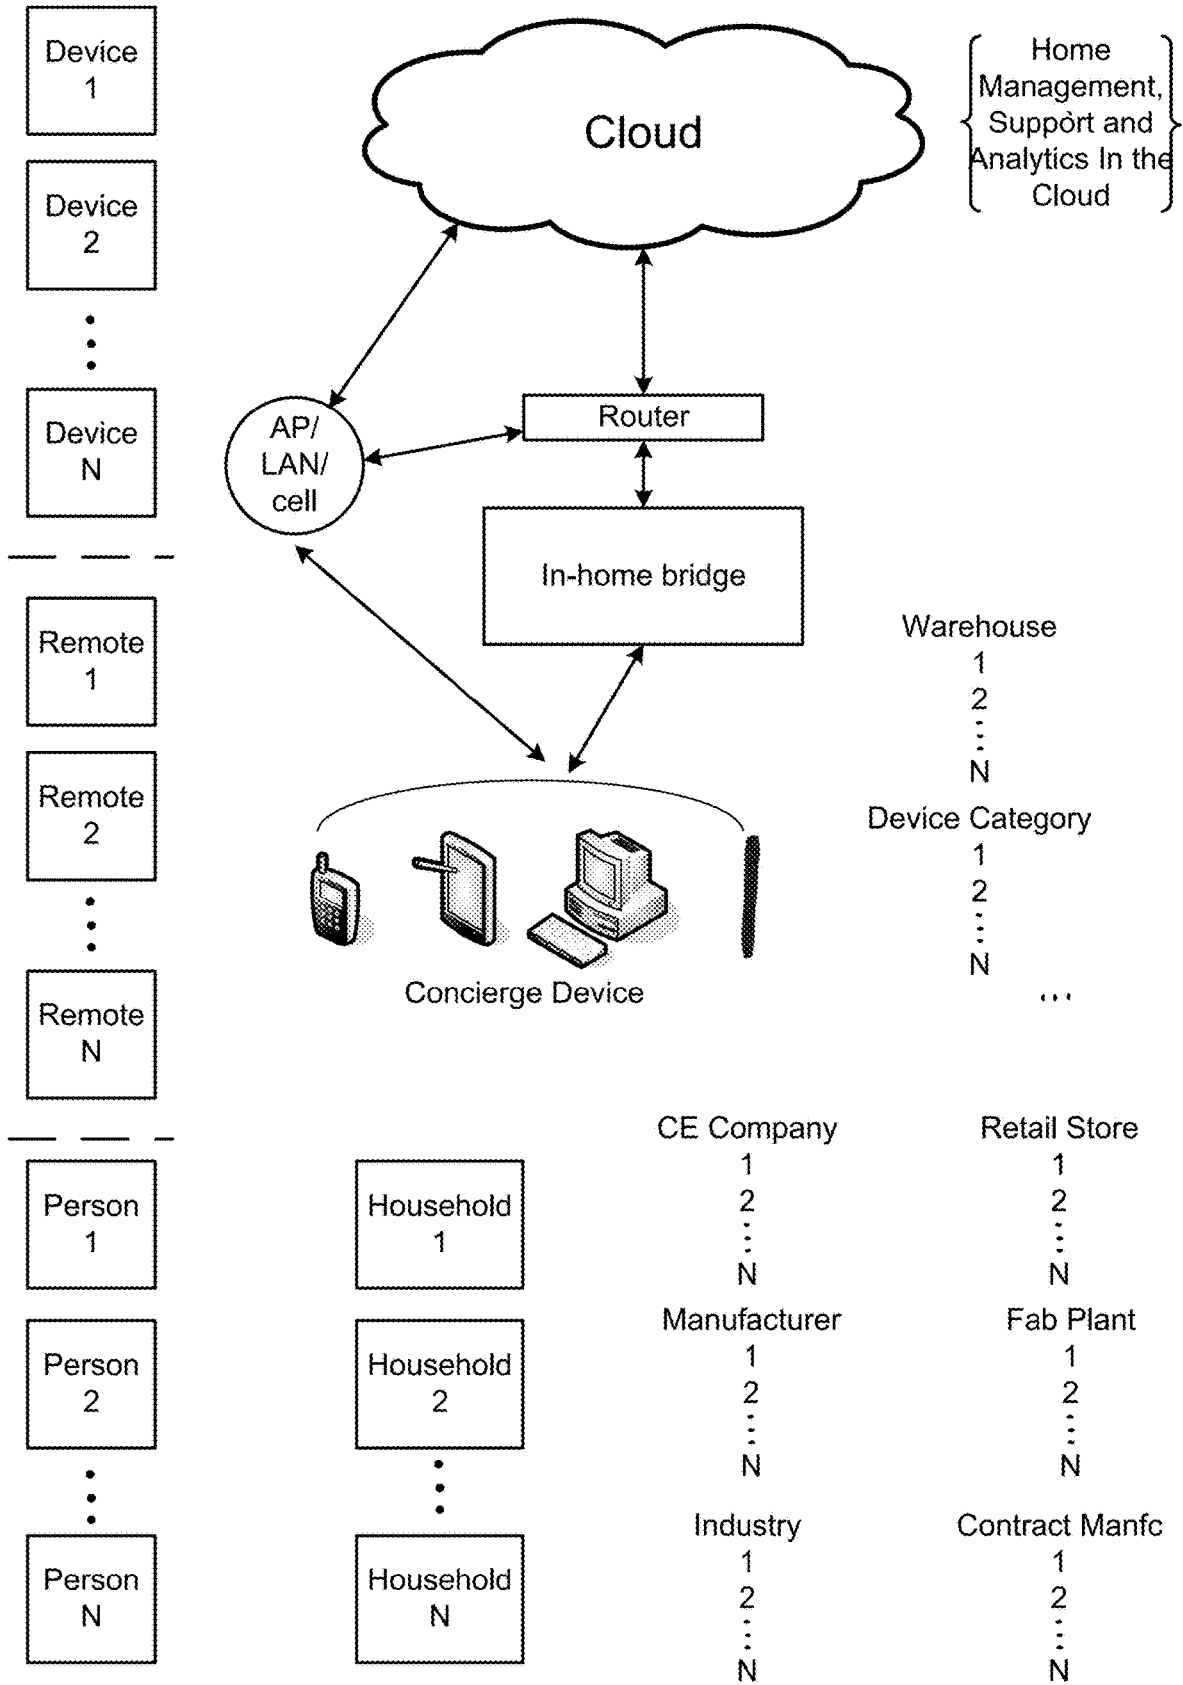 Device
1
Device
2
Device
N
Remote
1
Remote
2
Remote
N
Person
1
Person
2
Person
N
Cloud
Home
Management,
Support and
Analytics In the
Cloud
AP/
LAN/
cell
Router
In-home bridge
Concierge Device
Warehouse
1
2
N
Device Category
1
2
N
...
Household
1
Household
2
Household
N
CE Company
1
2
N
Retail Store
1
2
N
Manufacturer
1
2
N
Fab Plant
1
2
N
Industry
1
2
N
Contract Manfc
1
2
N